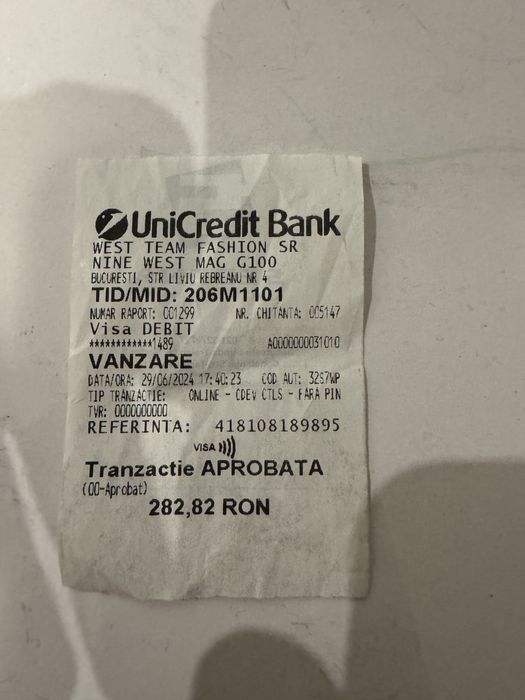 UniCredit Bank
WEST TEAM FASHION SR
NINE WEST MAG G100
BUCURESTI, STR LIVIU REBREANU NR 4
TID/MID: 206M1101
NUMAR RAPORT: 001299 NR. CHITANTA: 005147
Visa DEBIT
************1489 A0000000031010
VANZARE
DATA/ORA: 29/06/2024 17:40:23 COD AUT: 32S7WP
TIP TRANZACTIE: ONLINE - CDEV CTLS - FARA PIN
TVR: 0000000000
REFERINTA: 418108189895
VISA
Tranzactie APROBATA
(00-Aprobat)
282,82 RON